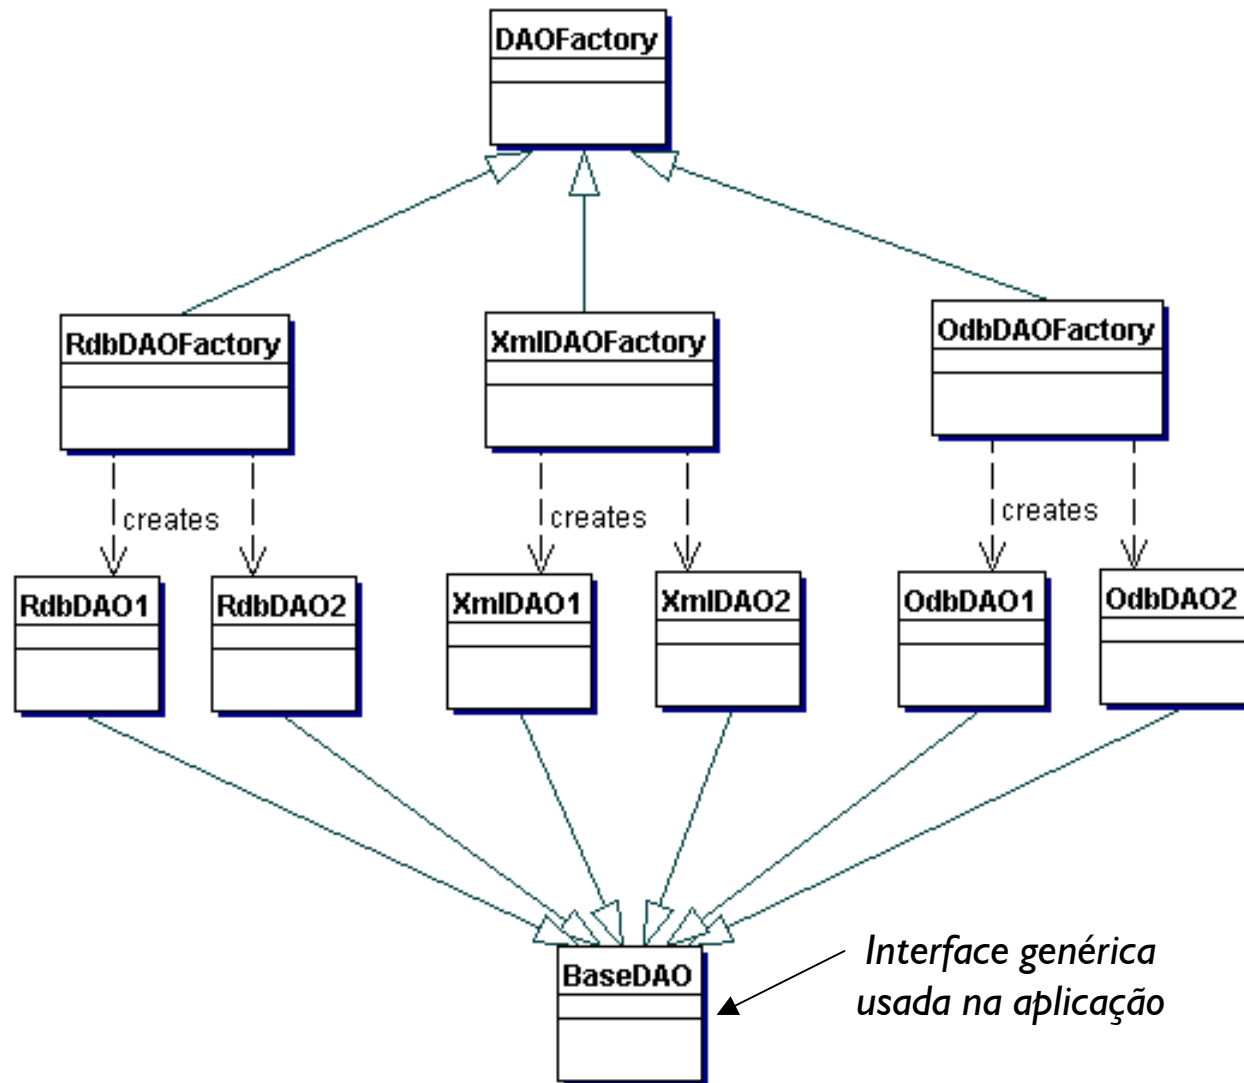 DAOFactory
RdbDAOFactory
XmlDAOFactory
OdbDAOFactory
creates
creates
creates
RdbDAO1
RdbDAO2
XmlDAO1
XmlDAO2
OdbDAO1
OdbDAO2
BaseDAO
Interface genérica
usada na aplicação